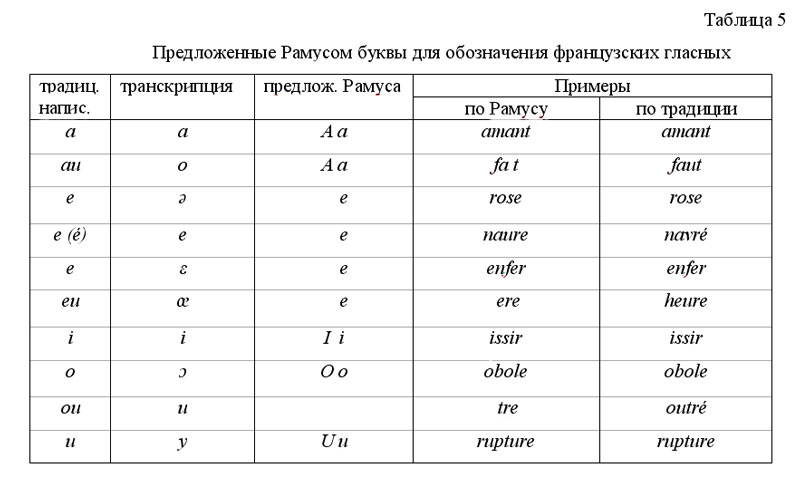 Таблица 5
Предложенные Рамусом буквы для обозначения французских гласных
традиц. напис. транскрипция предлож. Рамуса Примеры
по Рамусу по традиции
a a A a amant amant
au o A a fa t faut
e ə e rose rose
e (é) e e naure navré
e ε e enfer enfer
eu œ e ere heure
i i I i issir issir
o ɔ O o obole obole
ou u tre outré
u y U u rupture rupture